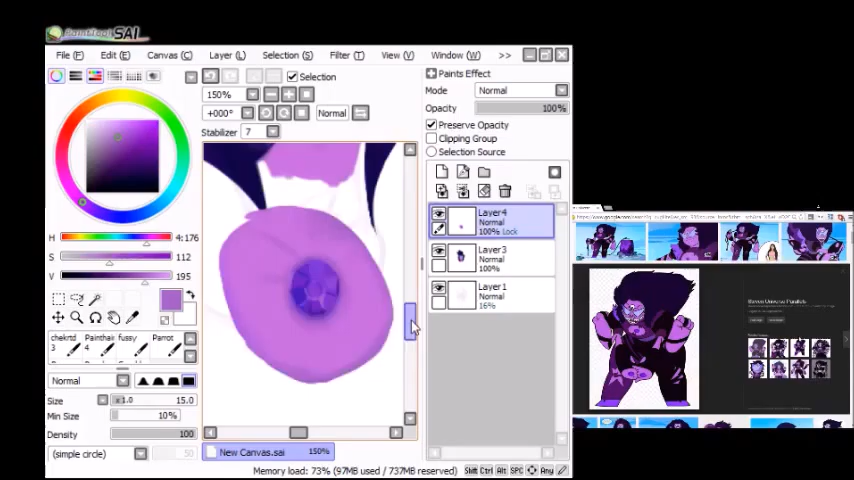 PaintTool SAI
File (F) Edit (E) Canvas (C) Layer (L) Selection (S) Filter (T) View (V) Window (W) >>
Selection
150%
+000° Normal
Stabilizer 7
H 4:176
S 112
V 195
chekrtd Painthair fussy Parrot
3 4
Normal
Size x1.0 15.0
Min Size 10%
Density 100
(simple circle) 50
Paints Effect
Mode Normal
Opacity 100%
Preserve Opacity
Clipping Group
Selection Source
Layer4
Normal
100% Lock
Layer3
Normal
100%
Layer1
Normal
16%
New Canvas.sai 150%
Memory load: 73% (97MB used / 737MB reserved) Shift Ctrl Alt SPC Any
Steven Universe Parallels